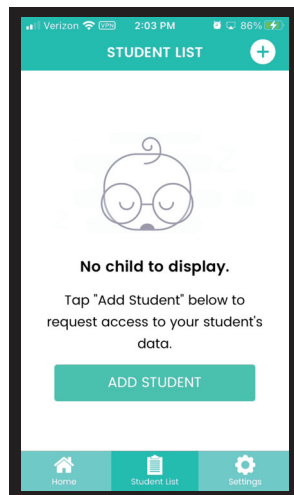 Verizon VPN 2:03 PM 86%
STUDENT LIST
No child to display.
Tap "Add Student" below to
request access to your student's
data.
ADD STUDENT
Home Student List Settings